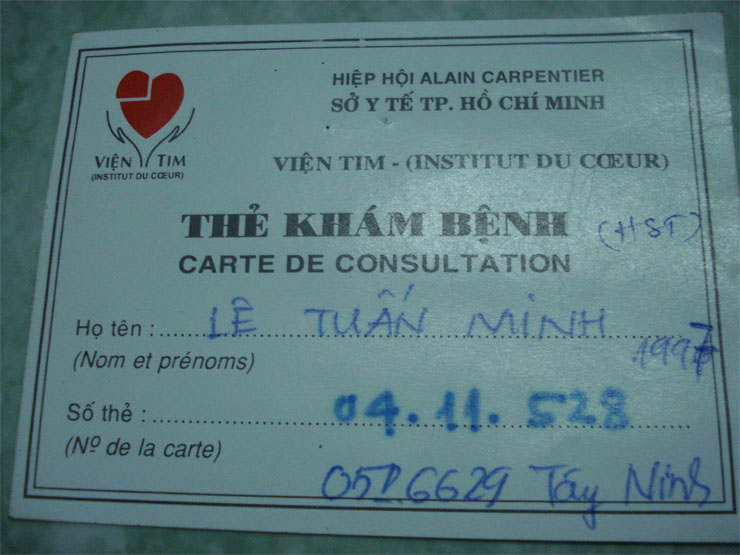 VIỆN TIM
(INSTITUT DU CŒUR)
HIỆP HỘI ALAIN CARPENTIER
SỞ Y TẾ TP. HỒ CHÍ MINH
VIỆN TIM - (INSTITUT DU CŒUR)
THẺ KHÁM BỆNH (HST)
CARTE DE CONSULTATION
Họ tên : LÊ TUẤN MINH
(Nom et prénoms) 1997
Số thẻ : 04.11.528
(Nº de la carte)
Tây Ninh